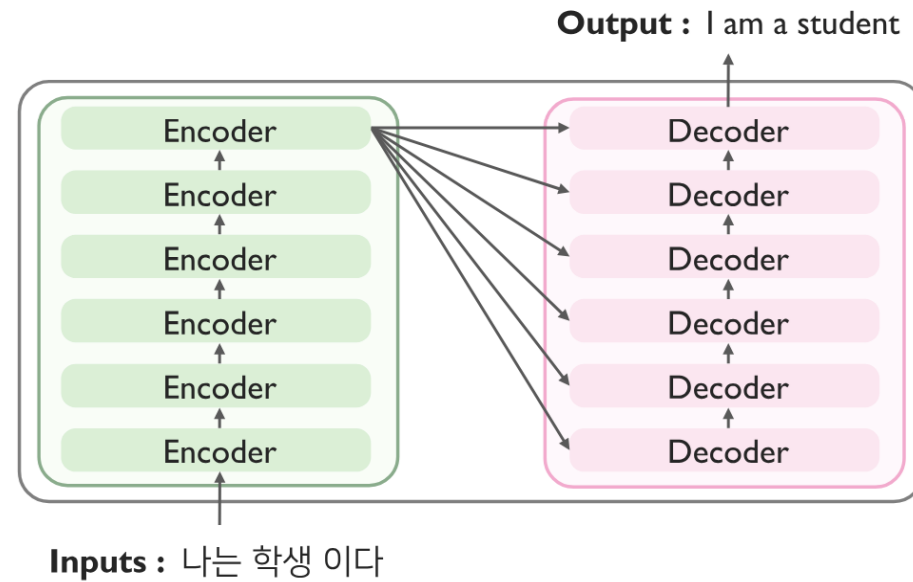 Output : I am a student
Encoder
Decoder
Encoder
Decoder
Encoder
Decoder
Encoder
Decoder
Encoder
Decoder
Encoder
Decoder
Inputs : 나는 학생 이다